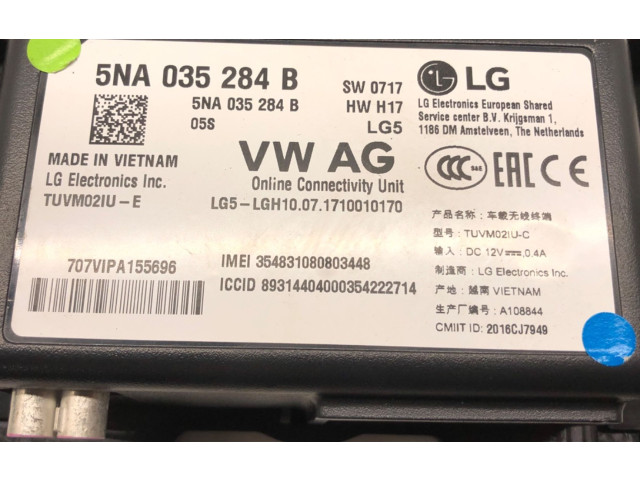 5NA 035 284 B
5NA 035 284 B
05S
SW 0717
HW H17
LG5
LG
LG Electronics European Shared
Service center B.V. Krijgsman 1,
1186 DM Amstelveen, The Netherlands
MADE IN VIETNAM
LG Electronics Inc.
TUVM02IU-E
VW AG
Online Connectivity Unit
LG5-LGH10.07.1710010170
CCC S&E EAC CE
707VIPA155696
IMEI 354831080803448
ICCID 89314404000354222714
产品名称: 车载无线终端
型号: TUVM02IU-C
输入: DC 12V 0.4A
制造商: LG Electronics Inc.
产地: 越南 VIETNAM
生产厂编号: A108844
CMIIT ID: 2016CJ7949